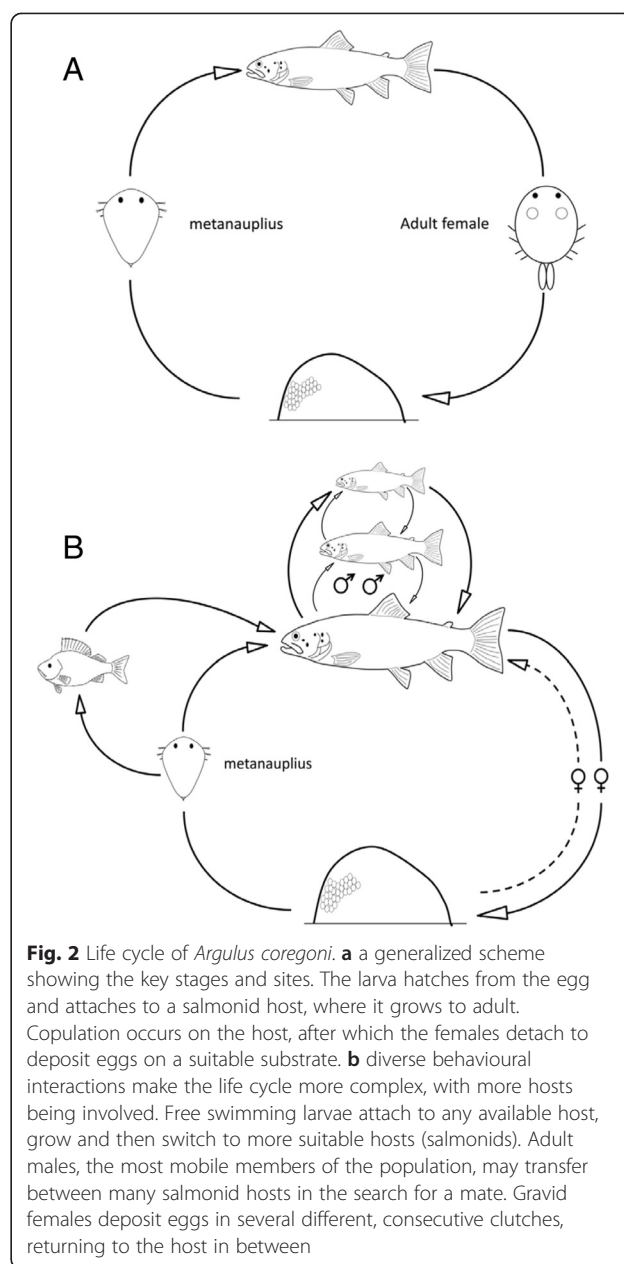 A
metanauplius
Adult female
B
metanauplius
Fig. 2 Life cycle of Argulus coregoni. a a generalized scheme
showing the key stages and sites. The larva hatches from the egg
and attaches to a salmonid host, where it grows to adult.
Copulation occurs on the host, after which the females detach to
deposit eggs on a suitable substrate. b diverse behavioural
interactions make the life cycle more complex, with more hosts
being involved. Free swimming larvae attach to any available host,
grow and then switch to more suitable hosts (salmonids). Adult
males, the most mobile members of the population, may transfer
between many salmonid hosts in the search for a mate. Gravid
females deposit eggs in several different, consecutive clutches,
returning to the host in between